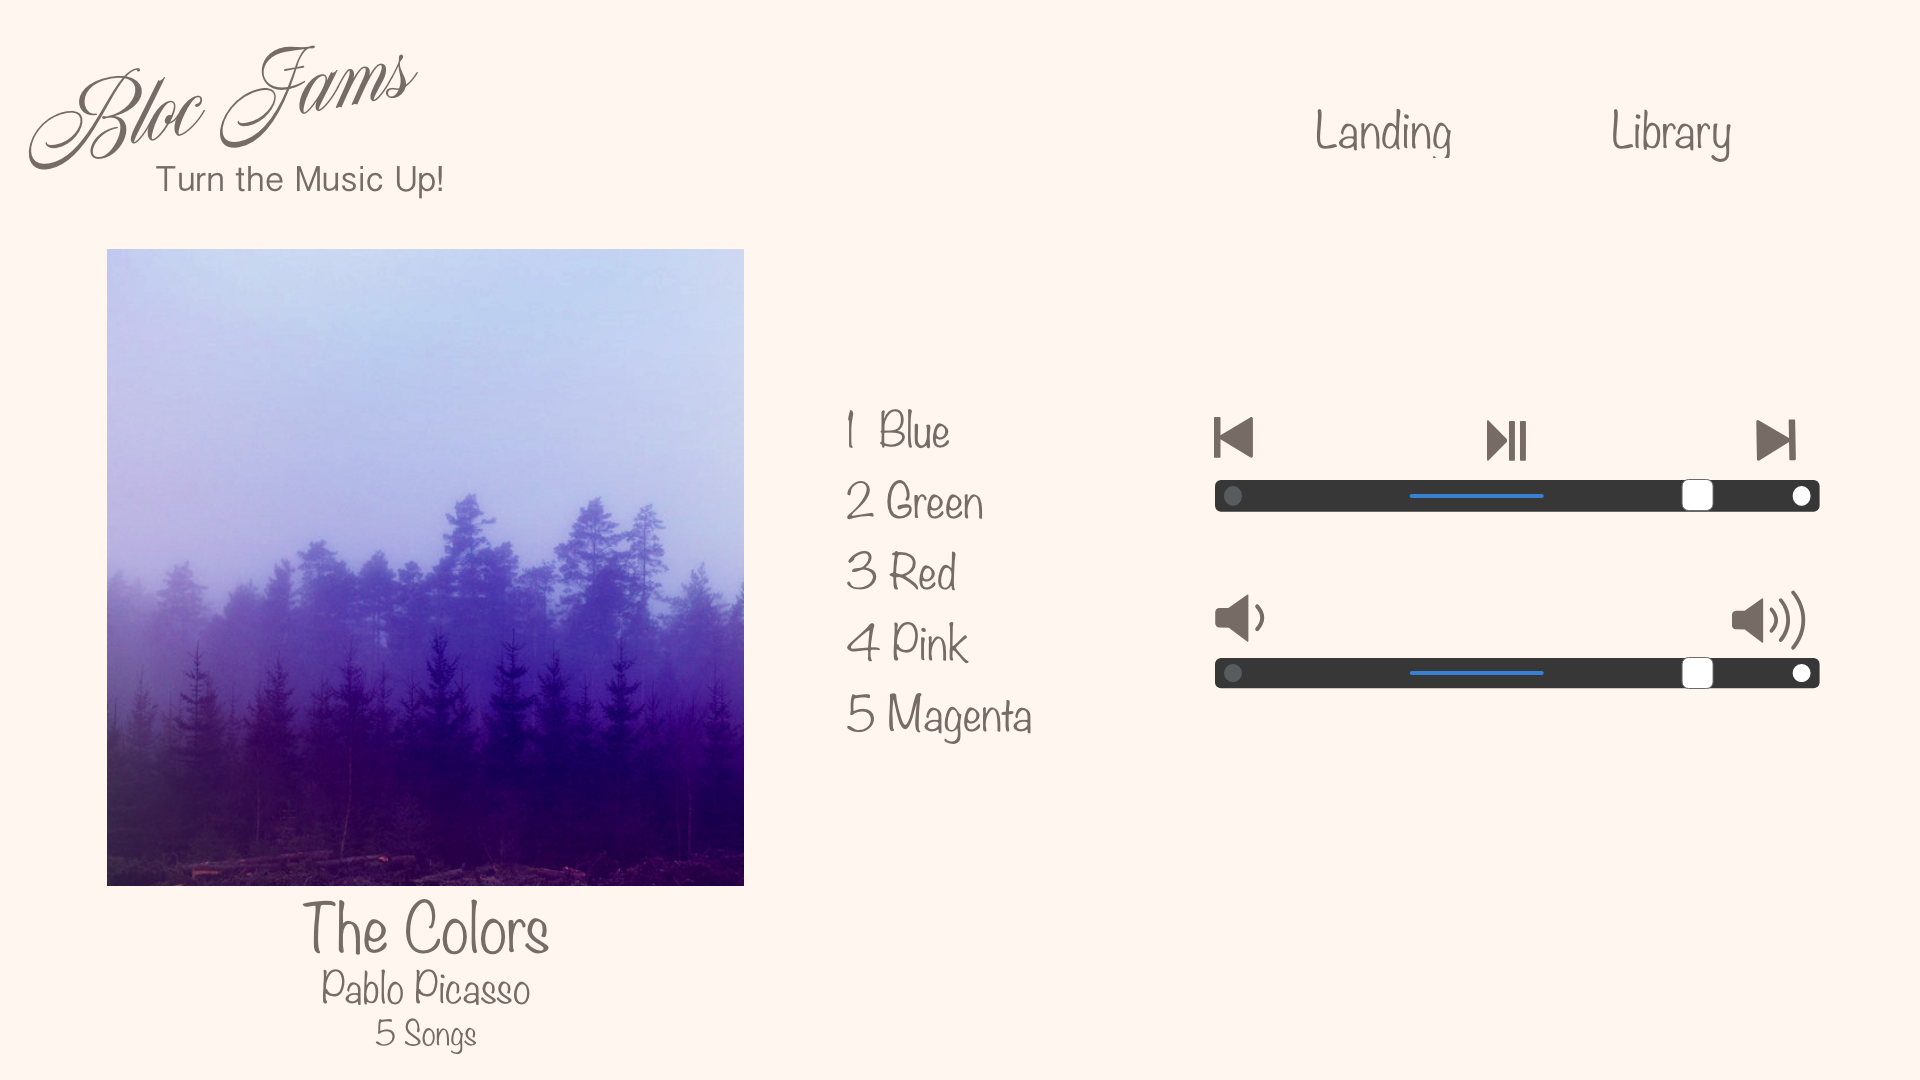 Bloc Jams
Turn the Music Up!
Landing
Library
1 Blue
2 Green
3 Red
4 Pink
5 Magenta
The Colors
Pablo Picasso
5 Songs